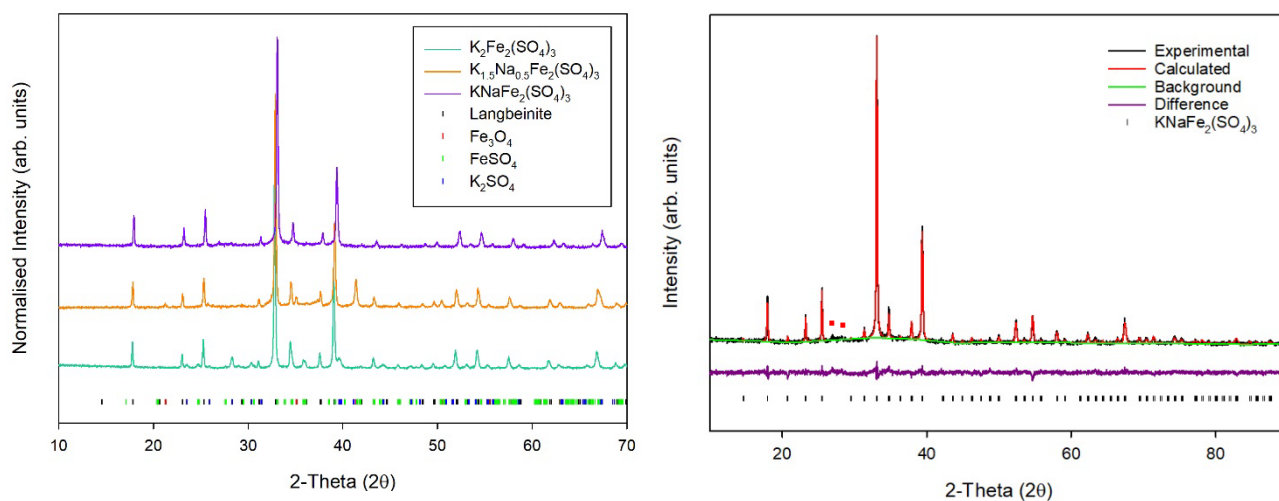 Normalised Intensity (arb. units)
K₂Fe₂(SO₄)₃
K₁.₅Na₀.₅Fe₂(SO₄)₃
KNaFe₂(SO₄)₃
Langbeinite
Fe₃O₄
FeSO₄
K₂SO₄
10 20 30 40 50 60 70
2-Theta (2θ)
Intensity (arb. units)
Experimental
Calculated
Background
Difference
KNaFe₂(SO₄)₃
20 40 60 80
2-Theta (2θ)